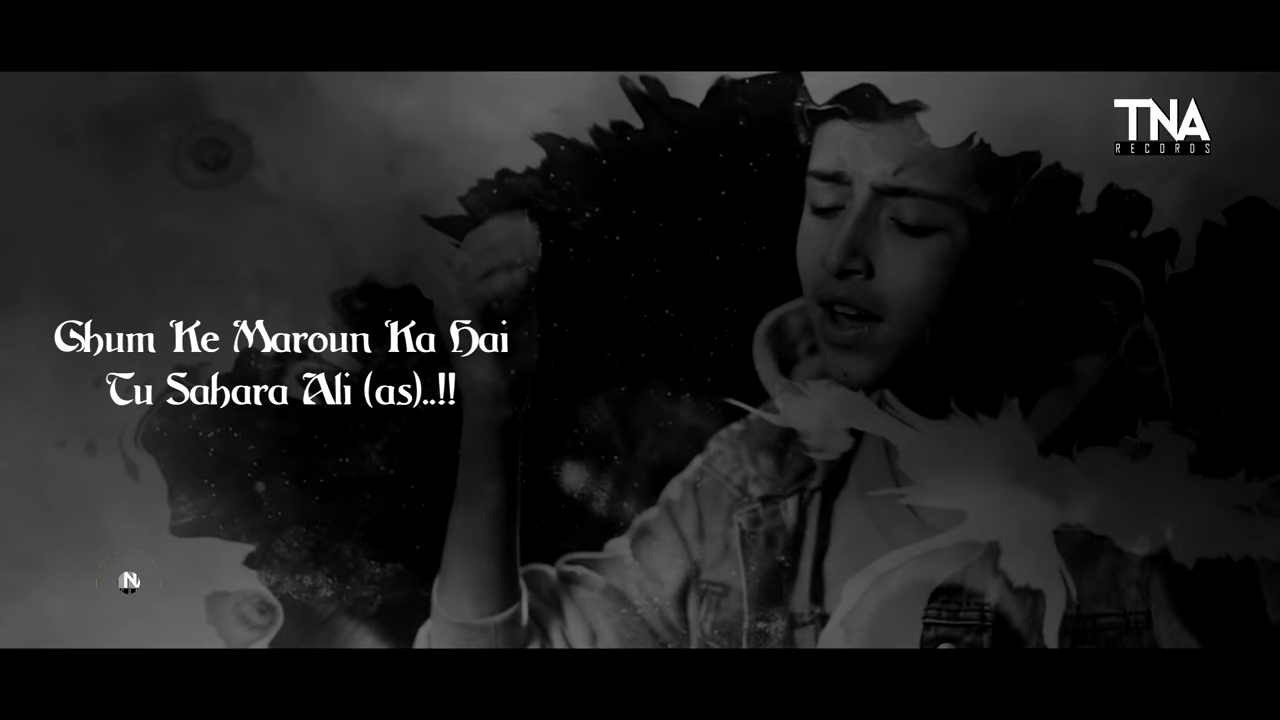 TNA
RECORDS
Ghum Ke Maroun Ka Hai
Tu Sahara Ali (as)..!!
N